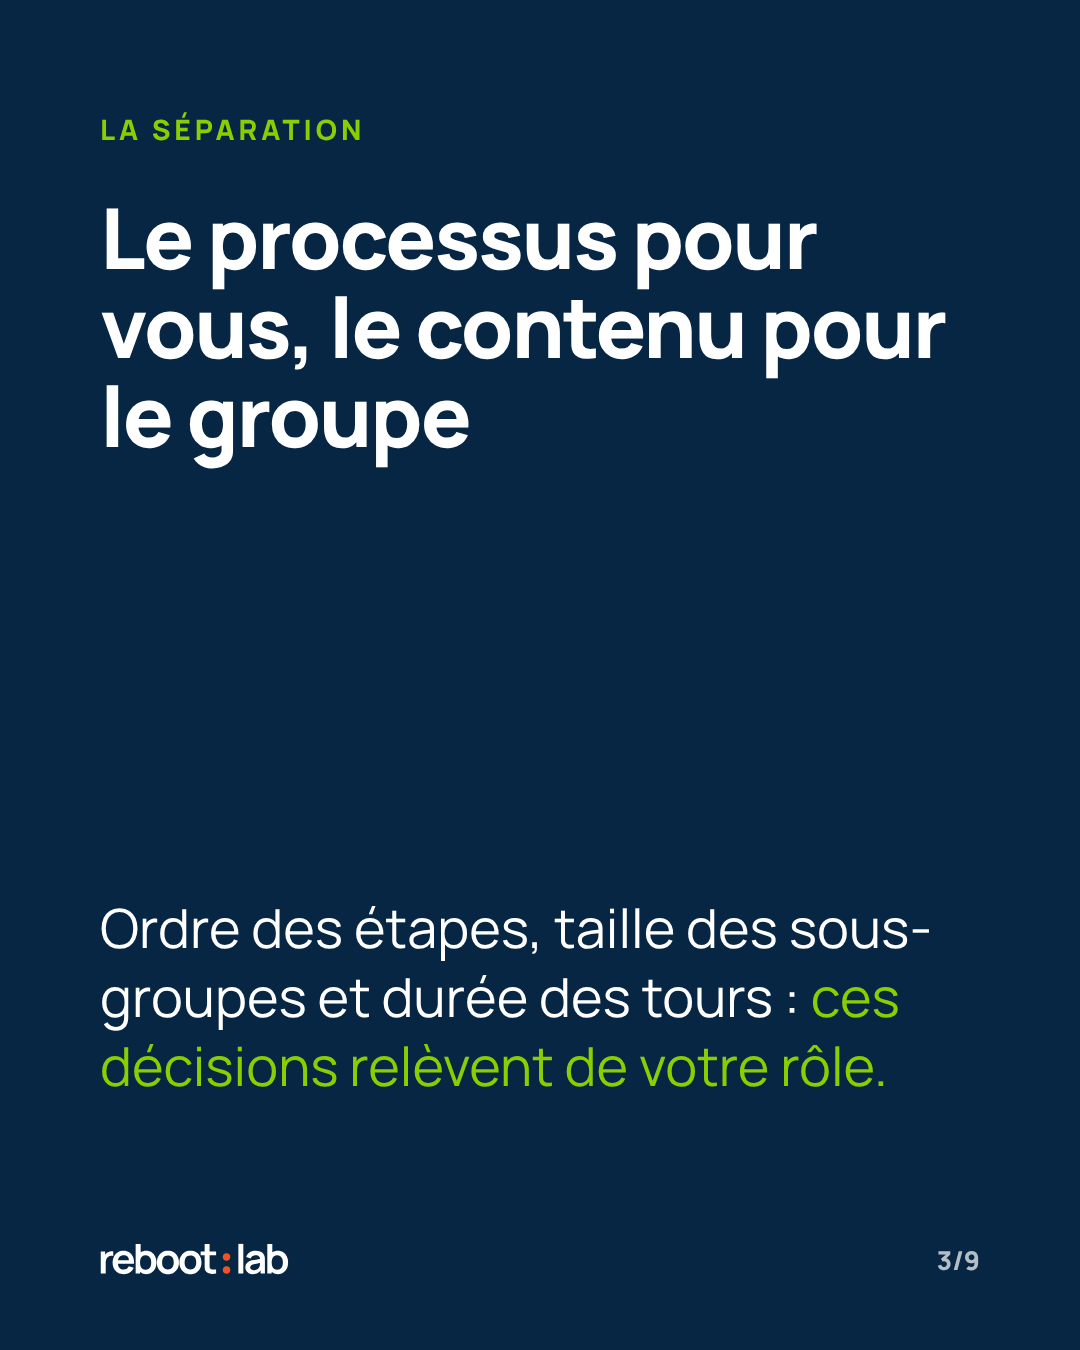 LA SÉPARATION
Le processus pour
vous, le contenu pour
le groupe
Ordre des étapes, taille des sous-
groupes et durée des tours : ces
décisions relèvent de votre rôle.
reboot:lab
3/9